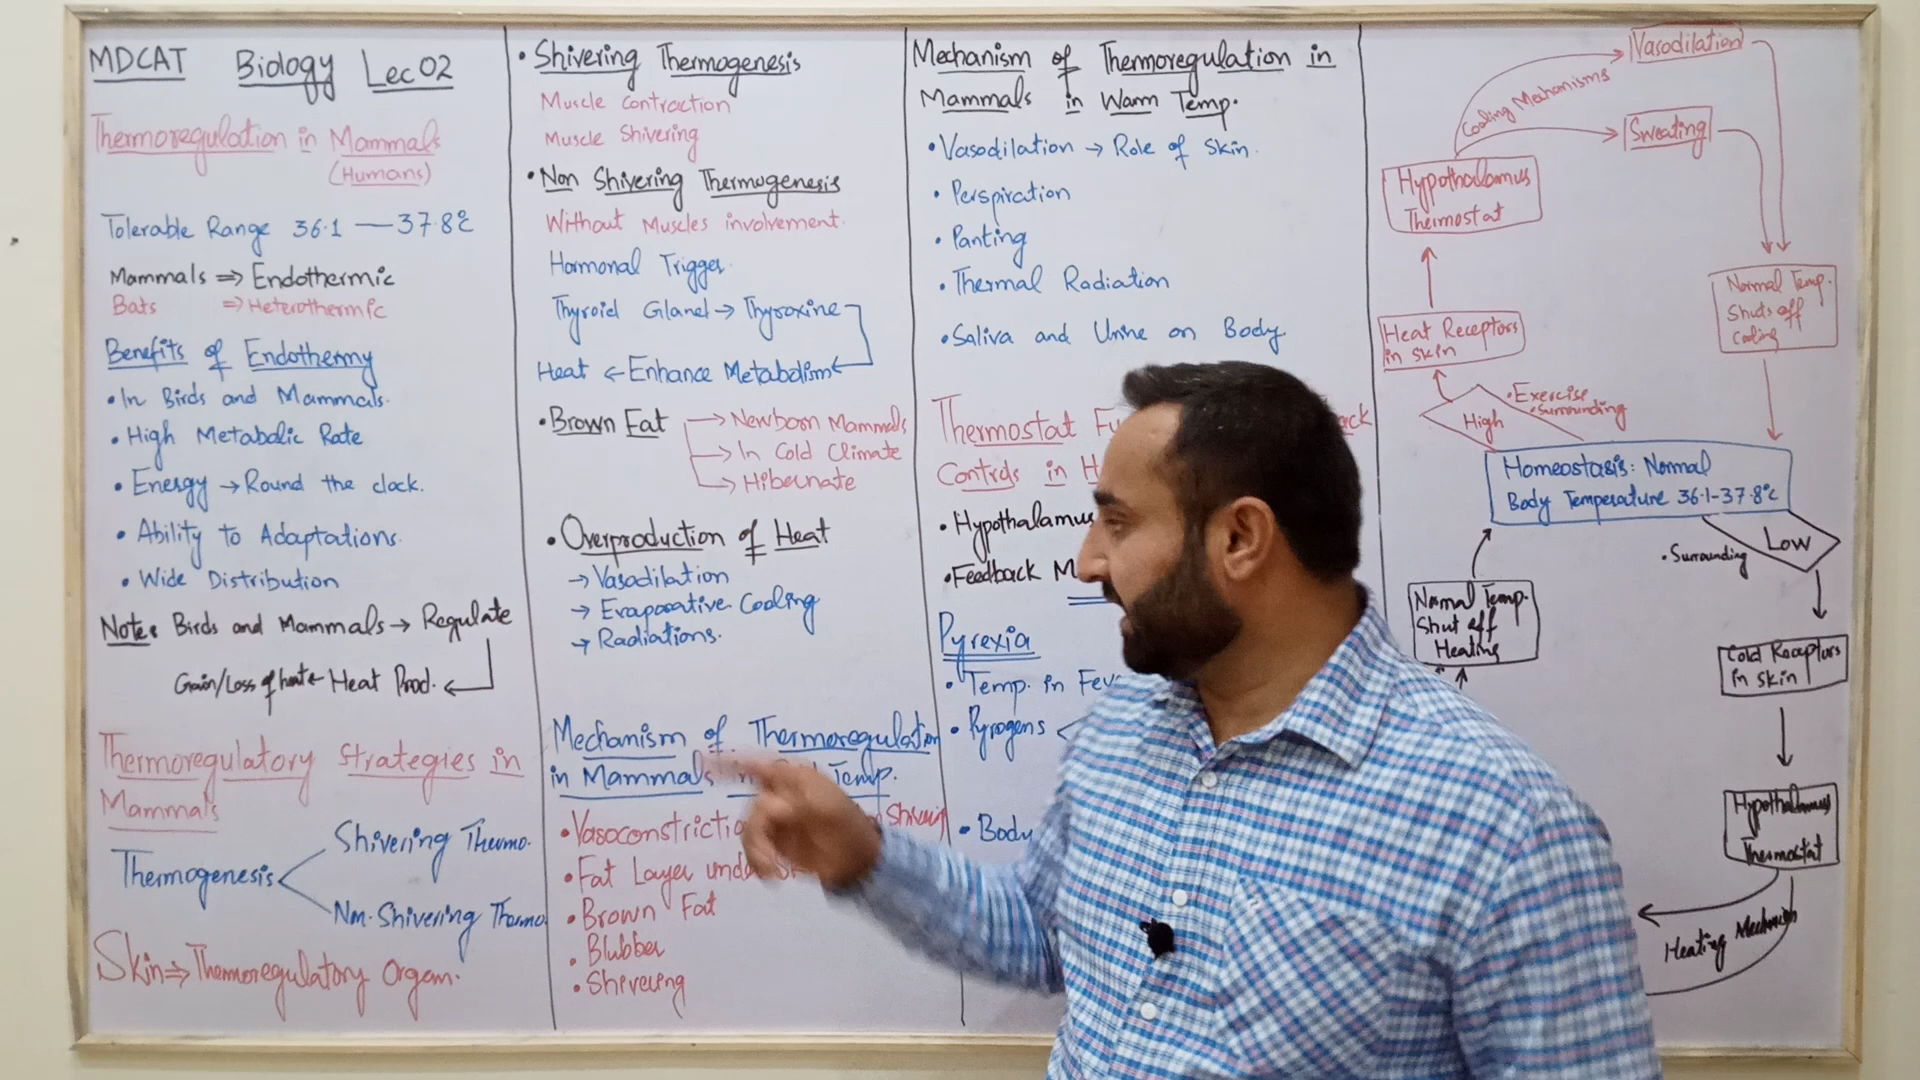 MDCAT Biology Lec 02
Thermoregulation in Mammals
(Humans)
Tolerable Range 36.1 — 37.8°C
Mammals ⇒ Endothermic
Bats ⇒ Heterothermic
Benefits of Endothermy
• In Birds and Mammals.
• High Metabolic Rate
• Energy → Round the clock.
• Ability to Adaptations.
• Wide Distribution
Note: Birds and Mammals → Regulate
Gain/Loss of heat ← Heat Prod. ←
Thermoregulatory Strategies in
Mammals
Thermogenesis < Shivering Thermo.
Non-Shivering Thermo.
Skin ⇒ Thermoregulatory Organ.
• Shivering Thermogenesis
Muscle Contraction
Muscle Shivering
• Non Shivering Thermogenesis
Without Muscles involvement.
Hormonal Trigger.
Thyroid Gland → Thyroxine
Heat ← Enhance Metabolism ←
• Brown Fat → Newborn Mammals
→ In Cold Climate
→ Hibernate
• Overproduction of Heat
→ Vasodilation
→ Evaporative Cooling
→ Radiations.
Mechanism of Thermoregulation
in Mammals in Temp.
• Vasoconstricti Shivering
• Fat Layer unde
• Brown Fat
• Blubber
• Shivering
Mechanism of Thermoregulation in
Mammals in Warm Temp.
• Vasodilation → Role of Skin.
• Perspiration
• Panting
• Thermal Radiation
• Saliva and Urine on Body
Thermostat Fu ack
Controls in H
• Hypothalamus
• Feedback M
Pyrexia
• Temp. in Fev
• Pyrogens <
• Body
Vasodilation
Cooling Mechanisms
Sweating
Hypothalamus
Thermostat
Normal Temp.
Shuts off
Cooling
Heat Receptors
in skin
High
• Exercise
• Surrounding
Homeostasis: Normal
Body Temperature 36.1-37.8°C
• Surrounding
Low
Normal Temp.
Shut off
Heating
Cold Receptors
in skin
Hypothalamus
Thermostat
Heating Mechanism